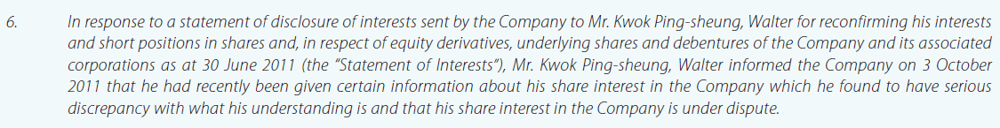 6. In response to a statement of disclosure of interests sent by the Company to Mr. Kwok Ping-sheung, Walter for reconfirming his interests
and short positions in shares and, in respect of equity derivatives, underlying shares and debentures of the Company and its associated
corporations as at 30 June 2011 (the “Statement of Interests”), Mr. Kwok Ping-sheung, Walter informed the Company on 3 October
2011 that he had recently been given certain information about his share interest in the Company which he found to have serious
discrepancy with what his understanding is and that his share interest in the Company is under dispute.